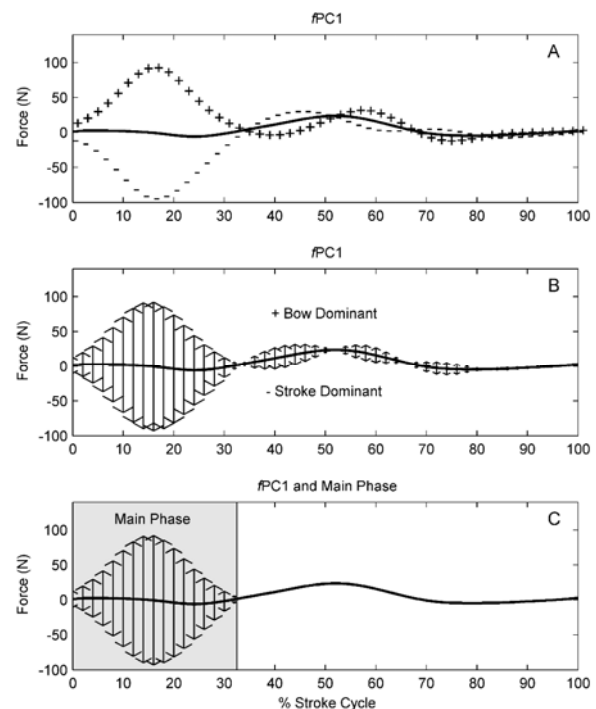 fPC1
A
Force (N)
100
50
0
-50
-100
0 10 20 30 40 50 60 70 80 90 100
fPC1
B
Force (N)
100
50
0
-50
-100
+ Bow Dominant
- Stroke Dominant
0 10 20 30 40 50 60 70 80 90 100
fPC1 and Main Phase
C
Main Phase
Force (N)
100
50
0
-50
-100
0 10 20 30 40 50 60 70 80 90 100
% Stroke Cycle